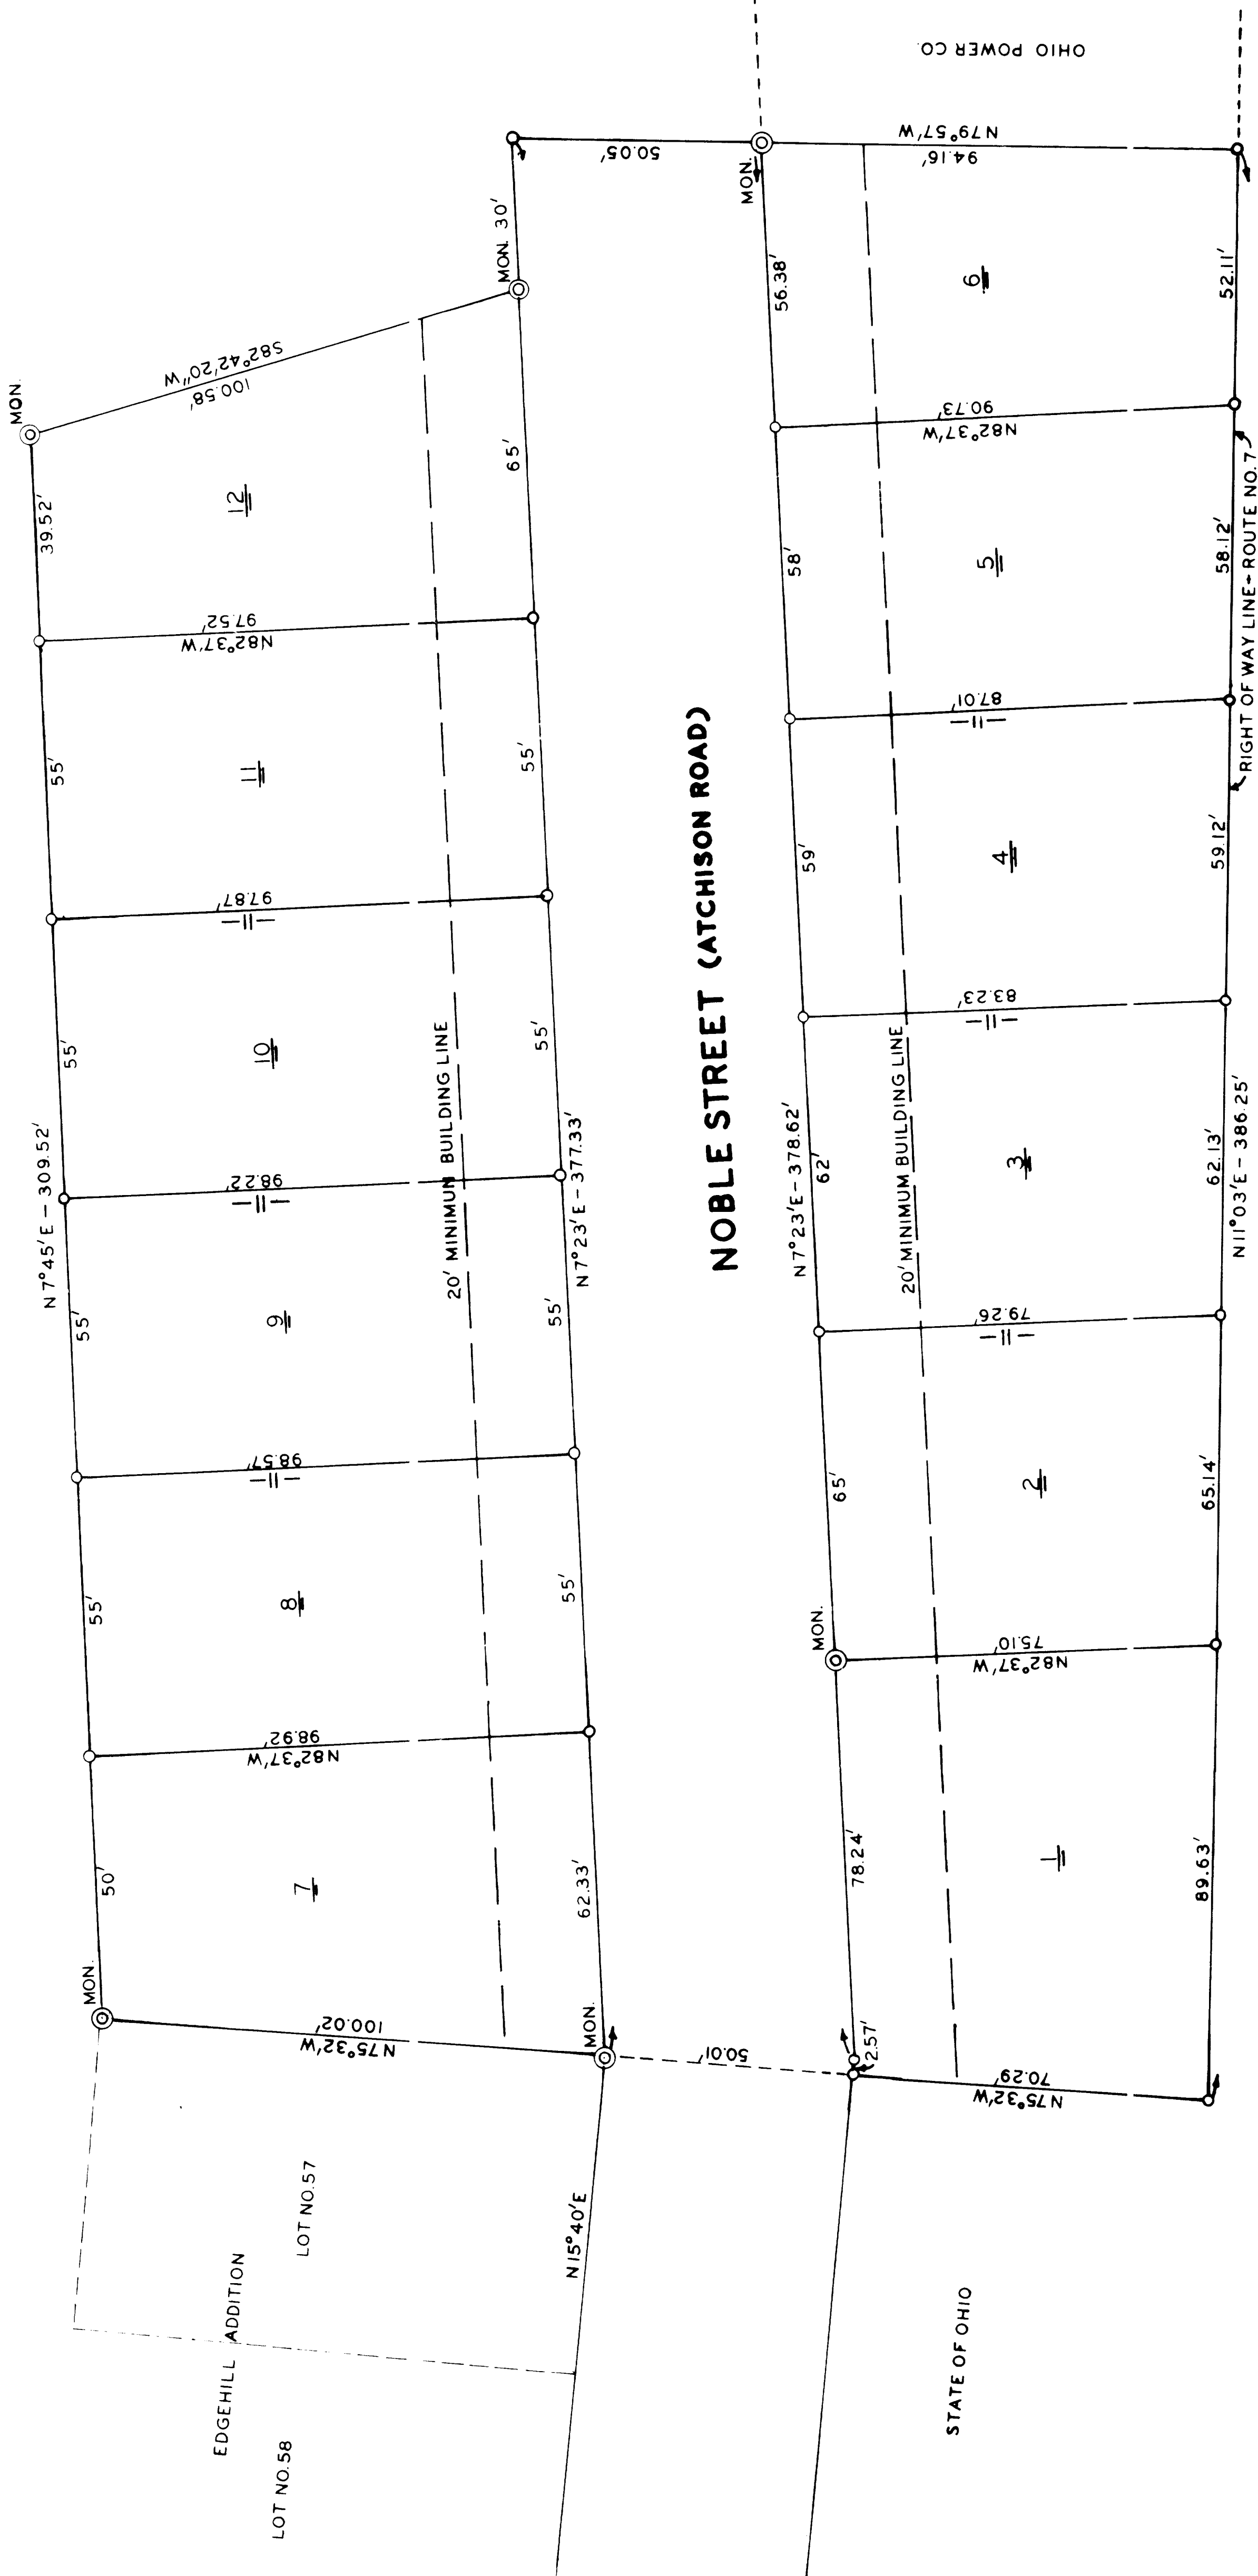 OHIO POWER CO.
MON.
39.52'
S82°42'20"W
100.58'
MON. 30'
50.05'
MON.
N79°57'W
94.16'
12
65'
56.38'
6
52.11'
N82°37'W
97.52'
90.73'
N82°37'W
55'
11
55'
58'
5
58.12'
RIGHT OF WAY LINE - ROUTE NO. 7
97.87'
—II—
87.01'
—II—
55'
10
55'
59'
4
59.12'
NOBLE STREET (ATCHISON ROAD)
N7°45'E - 309.52'
98.22'
—II—
20' MINIMUM BUILDING LINE
N7°23'E - 377.33'
83.23'
—II—
N7°23'E - 378.62'
62'
20' MINIMUM BUILDING LINE
3
62.13'
N11°03'E - 386.25'
55'
9
55'
79.26'
—II—
98.57'
—II—
65'
2
65.14'
55'
8
55'
MON.
75.10'
N82°37'W
98.92'
N82°37'W
50'
7
62.33'
78.24'
1
89.63'
MON.
100.02'
N75°32'W
MON.
50.01'
2.57'
70.29'
N75°32'W
LOT NO. 57
N15°40'E
EDGEHILL ADDITION
STATE OF OHIO
LOT NO. 58